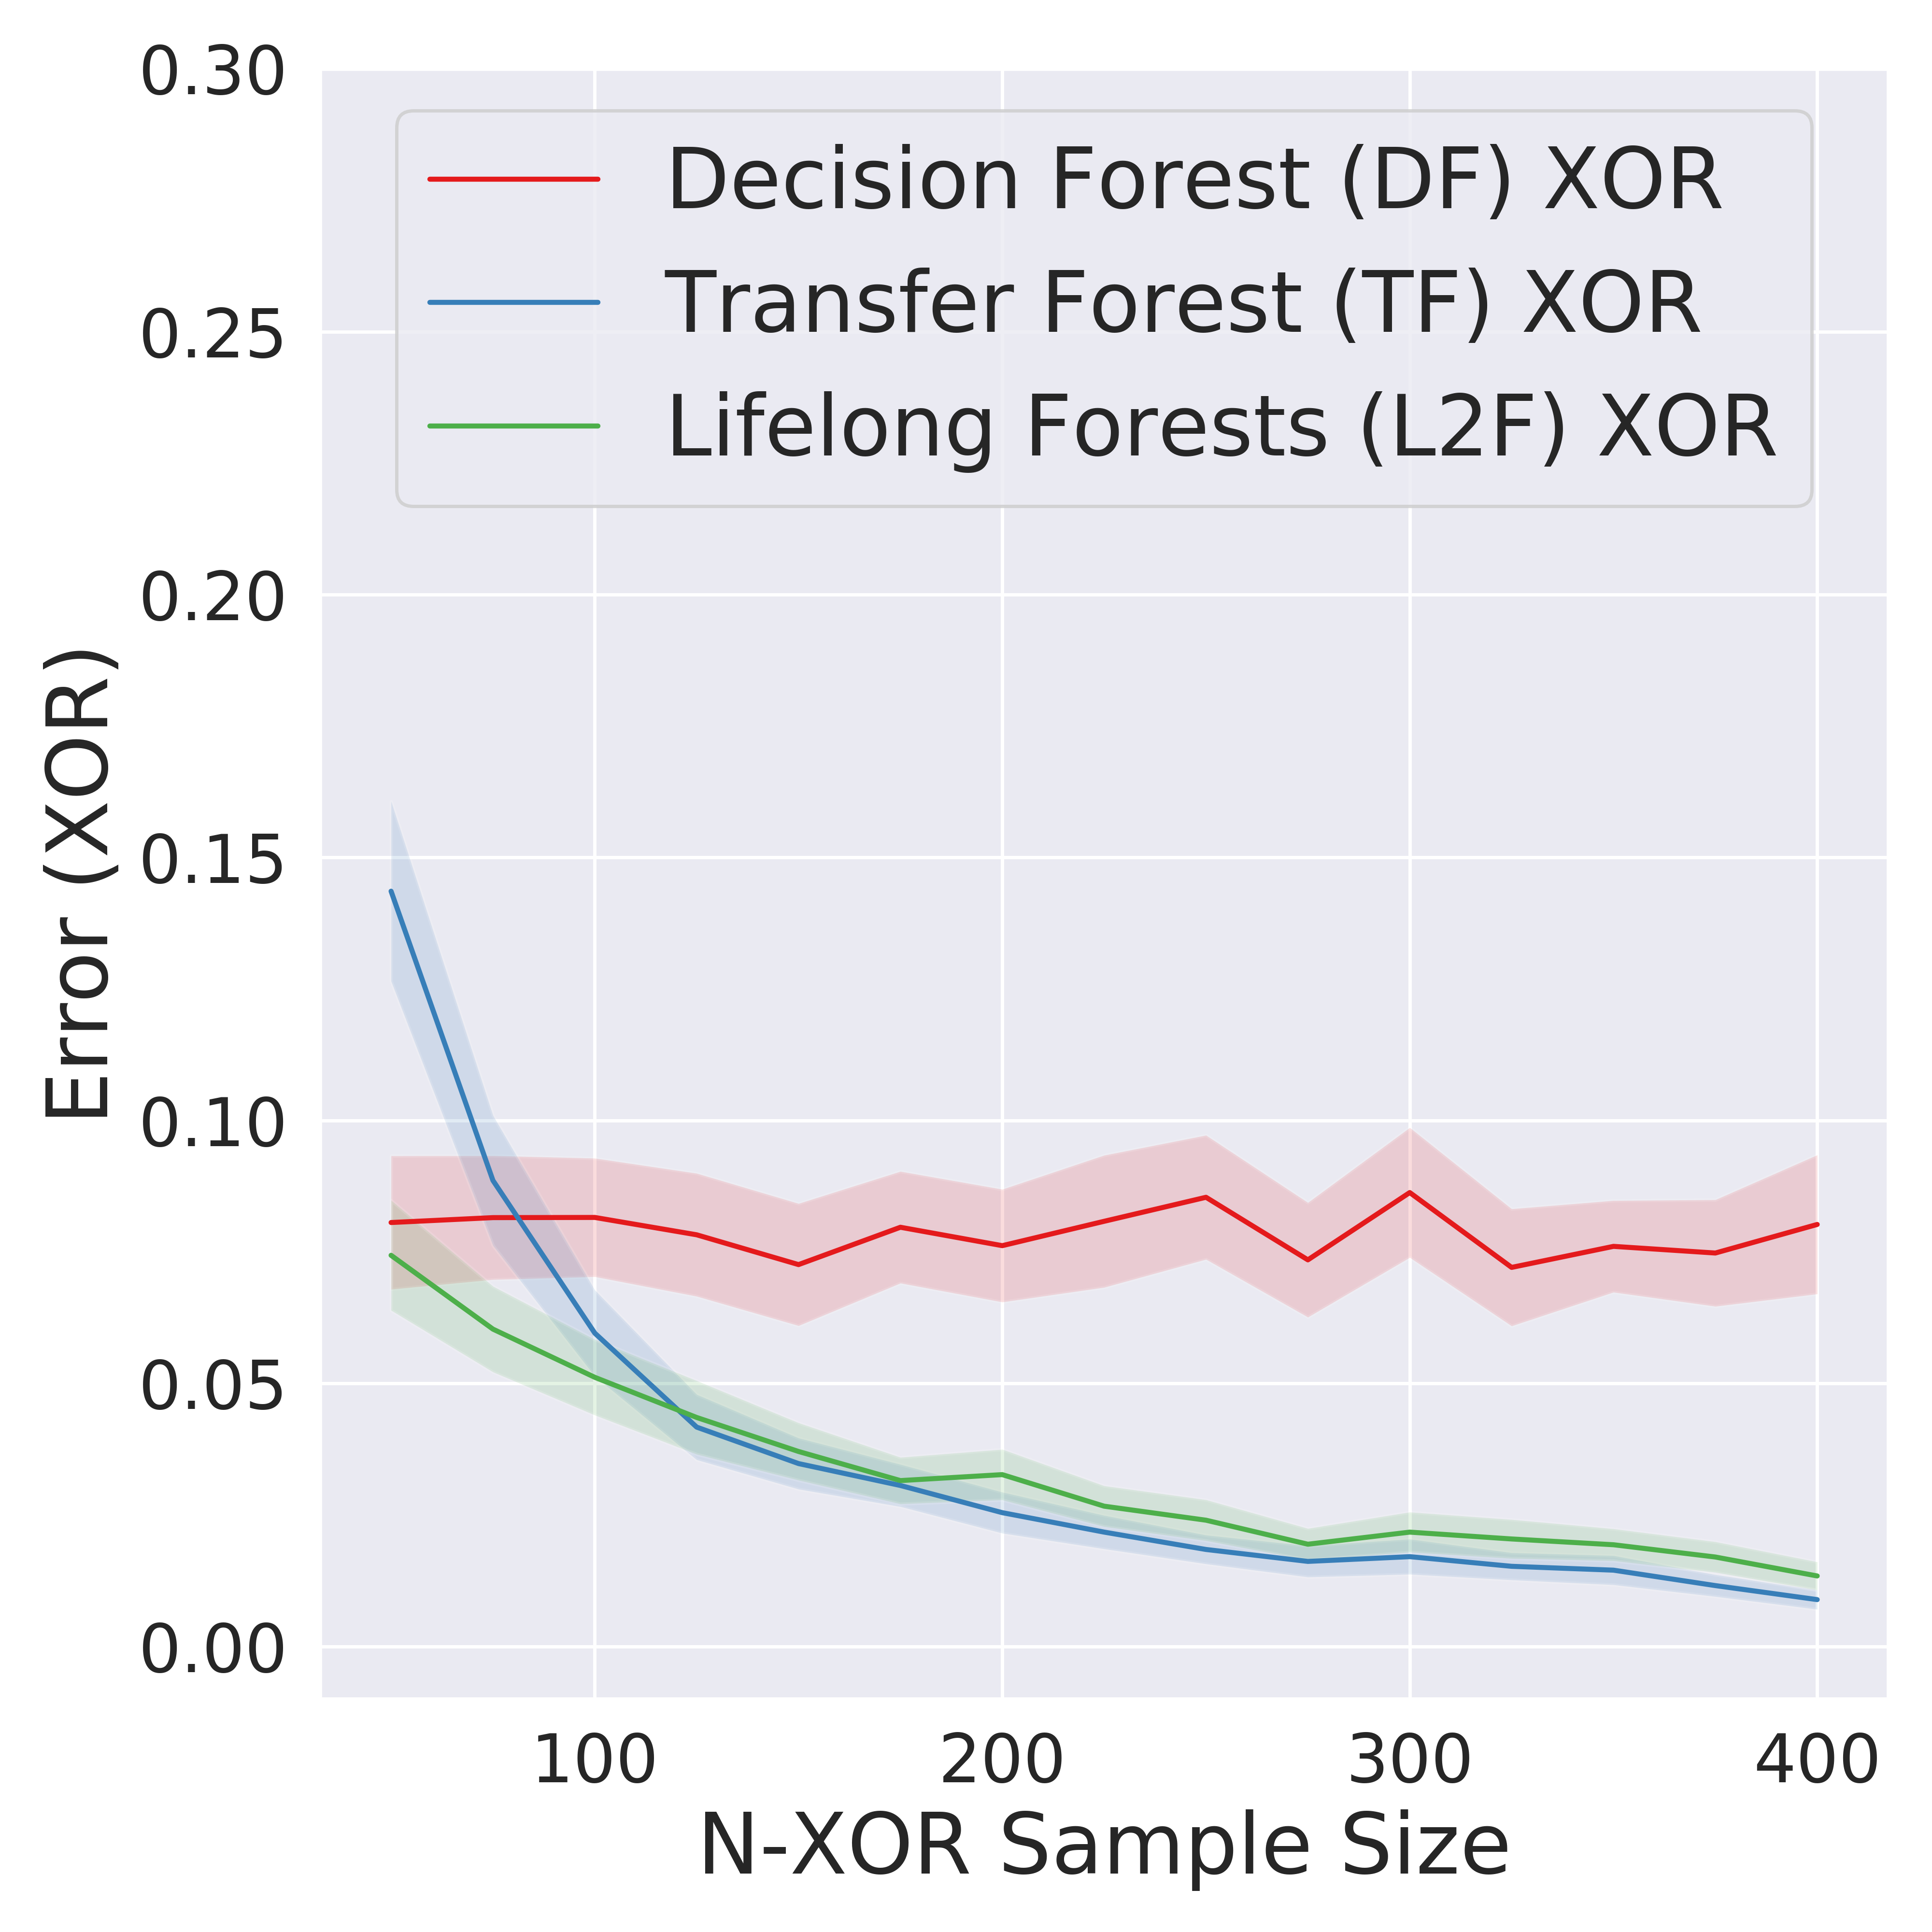 0.30
0.25
0.20
0.15
0.10
0.05
0.00
Error (XOR)
Decision Forest (DF) XOR
Transfer Forest (TF) XOR
Lifelong Forests (L2F) XOR
100 200 300 400
N-XOR Sample Size